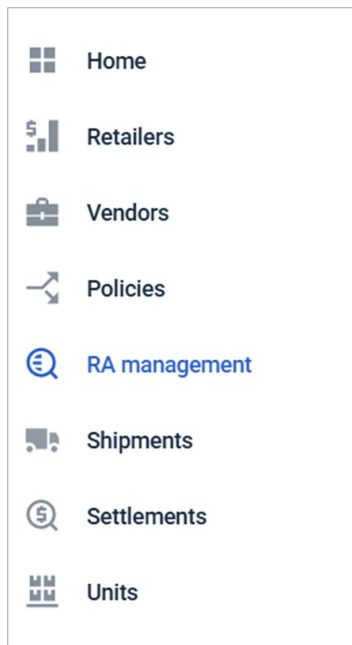 Home
Retailers
Vendors
Policies
RA management
Shipments
Settlements
Units